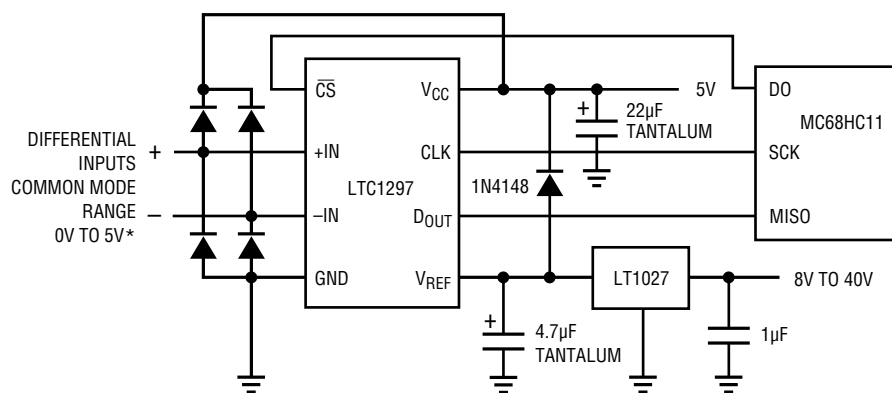 DIFFERENTIAL
INPUTS
COMMON MODE
RANGE
0V TO 5V*
+
–
CS
+IN
–IN
GND
LTC1297
VCC
CLK
DOUT
VREF
1N4148
+
22µF
TANTALUM
5V
+
4.7µF
TANTALUM
LT1027
8V TO 40V
1µF
DO
MC68HC11
SCK
MISO